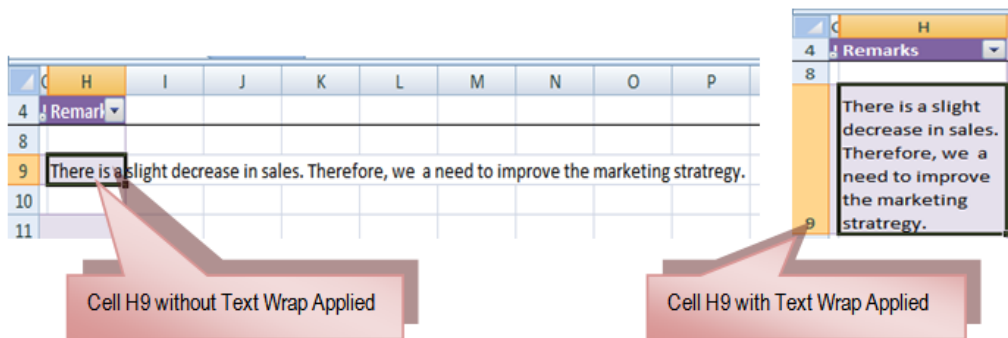 H I J K L M N O P
4 Remark
8
9 There is a slight decrease in sales. Therefore, we a need to improve the marketing stratregy.
10
11
Cell H9 without Text Wrap Applied
H
4 Remarks
8
There is a slight
decrease in sales.
Therefore, we a
need to improve
the marketing
9 stratregy.
Cell H9 with Text Wrap Applied